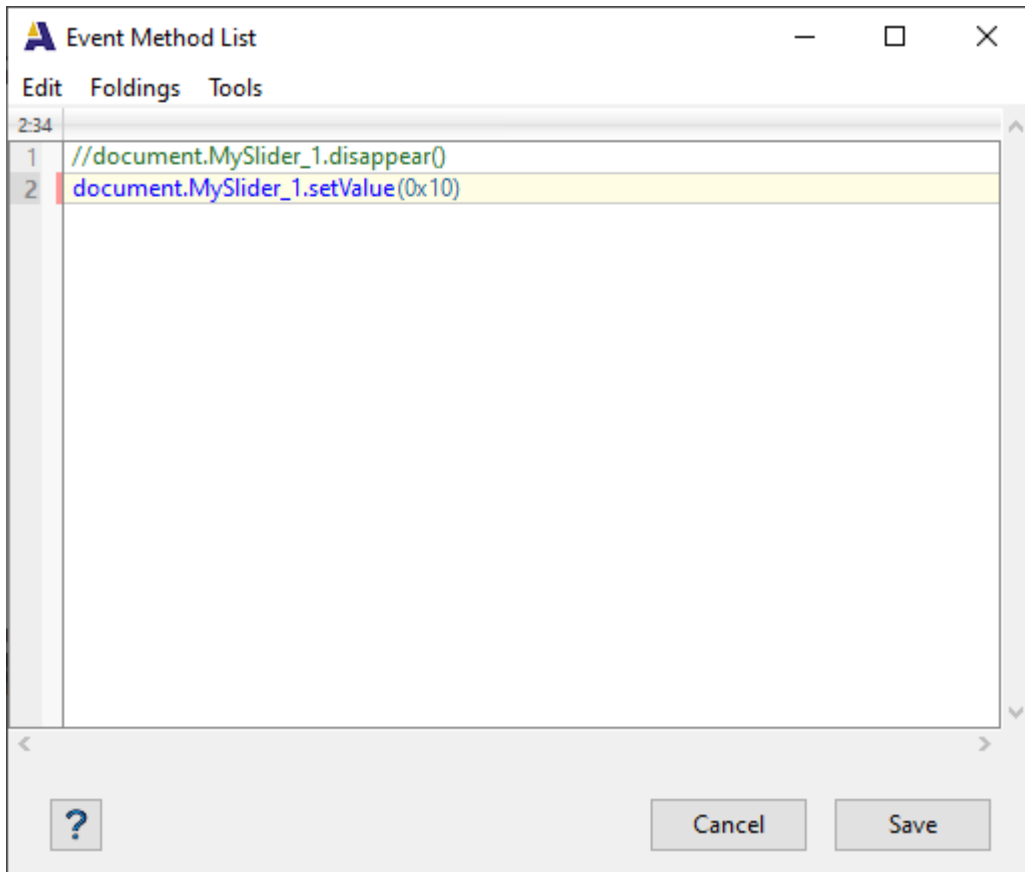 Event Method List
Edit Foldings Tools
2:34
1 //document.MySlider_1.disappear()
2 document.MySlider_1.setValue(0x10)
?
Cancel Save